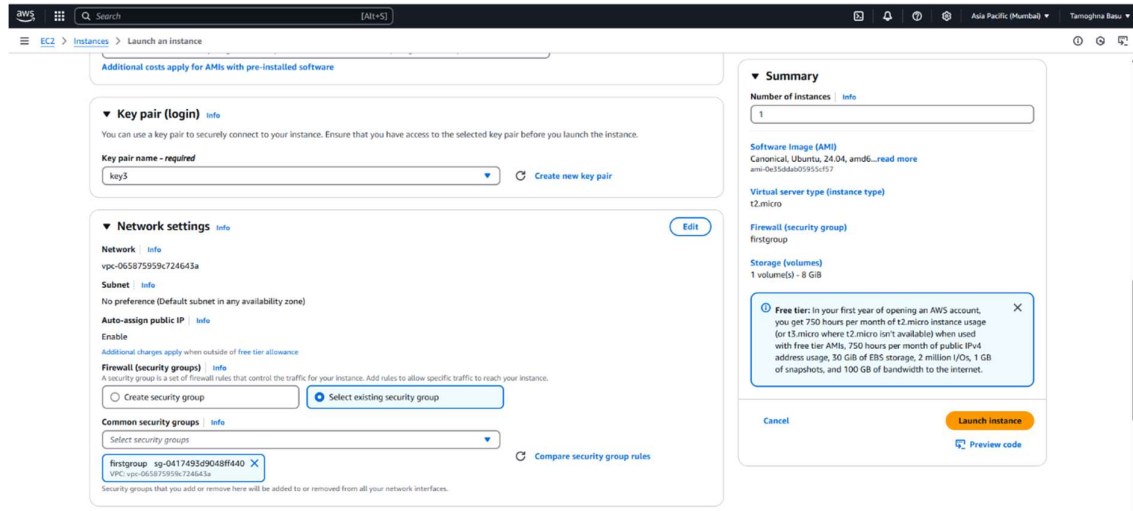 aws
Search
[Alt+S]
Asia Pacific (Mumbai)
Tamoghna Basu
EC2 > Instances > Launch an instance
Additional costs apply for AMIs with pre-installed software
Key pair (login) Info
You can use a key pair to securely connect to your instance. Ensure that you have access to the selected key pair before you launch the instance.
Key pair name - required
key3
Create new key pair
Network settings Info
Edit
Network Info
vpc-065875959c724643a
Subnet Info
No preference (Default subnet in any availability zone)
Auto-assign public IP Info
Enable
Additional charges apply when outside of free tier allowance
Firewall (security groups) Info
A security group is a set of firewall rules that control the traffic for your instance. Add rules to allow specific traffic to reach your instance.
Create security group
Select existing security group
Common security groups Info
Select security groups
firstgroup sg-0417493d9048ff440
VPC: vpc-065875959c724643a
Compare security group rules
Security groups that you add or remove here will be added to or removed from all your network interfaces.
Summary
Number of instances Info
1
Software Image (AMI)
Canonical, Ubuntu, 24.04, amd6...read more
ami-0e35ddab05955cf57
Virtual server type (instance type)
t2.micro
Firewall (security group)
firstgroup
Storage (volumes)
1 volume(s) - 8 GiB
Free tier: In your first year of opening an AWS account,
you get 750 hours per month of t2.micro instance usage
(or t3.micro where t2.micro isn't available) when used
with free tier AMIs, 750 hours per month of public IPv4
address usage, 30 GiB of EBS storage, 2 million I/Os, 1 GB
of snapshots, and 100 GB of bandwidth to the internet.
Cancel
Launch instance
Preview code